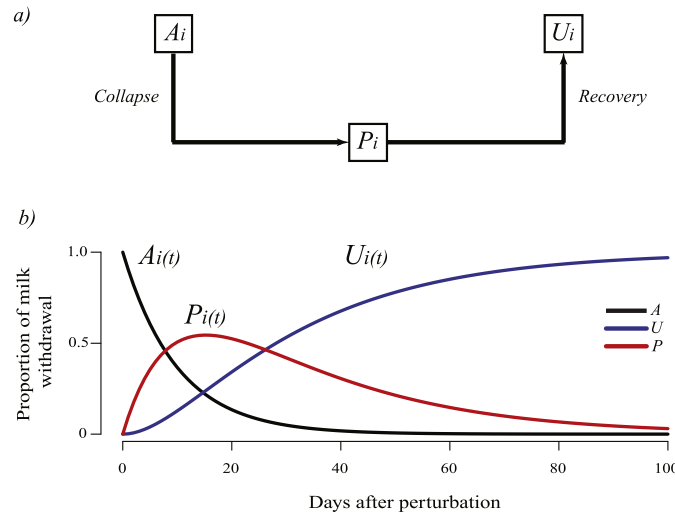 a)
Ai
Ui
Collapse
Recovery
Pi
b)
Proportion of milk
withdrawal
1.0
0.5
0
Ai(t)
Ui(t)
Pi(t)
A
U
P
0
20
40
60
80
100
Days after perturbation